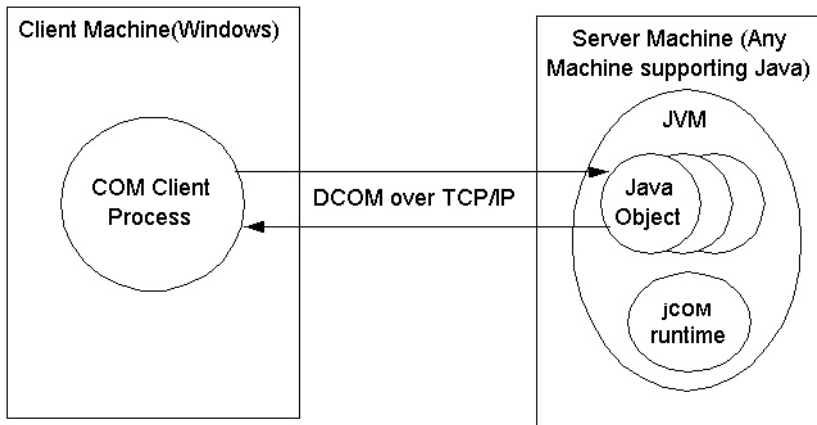 Client Machine(Windows)
COM Client
Process
DCOM over TCP/IP
Server Machine (Any
Machine supporting Java)
JVM
Java
Object
jCOM
runtime